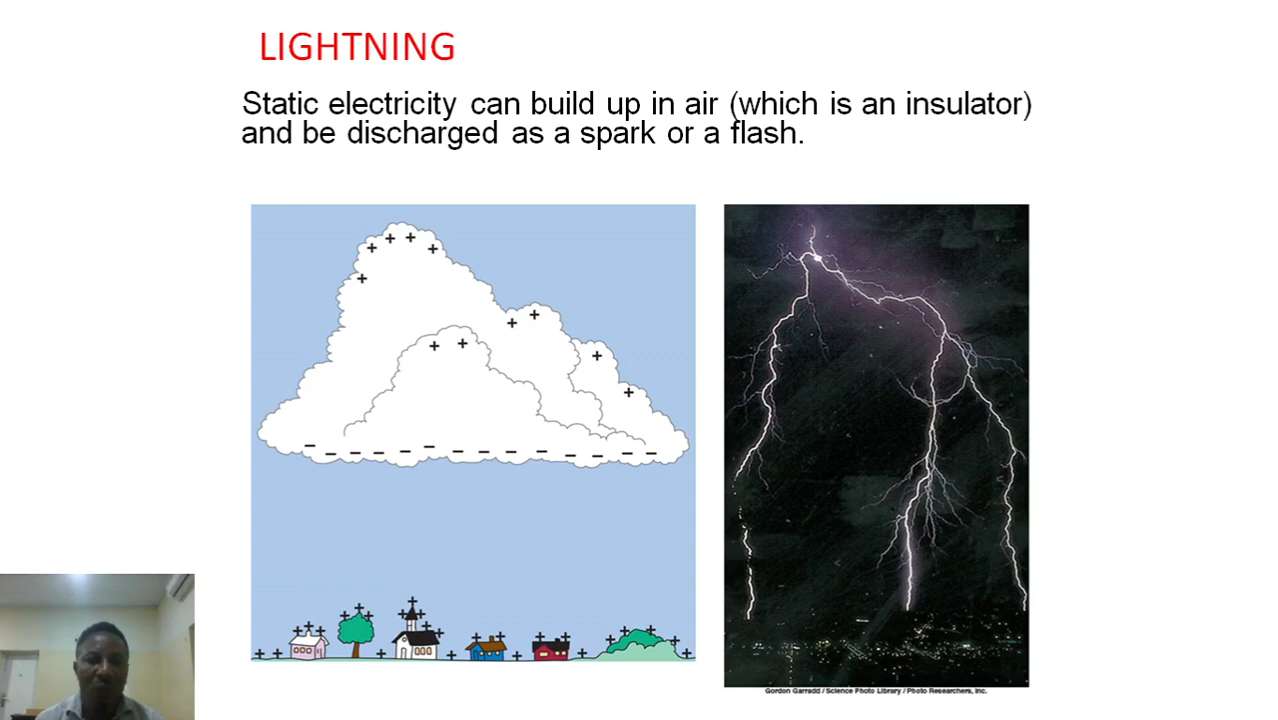 LIGHTNING
Static electricity can build up in air (which is an insulator)
and be discharged as a spark or a flash.
Gordon Garradd / Science Photo Library / Photo Researchers, Inc.